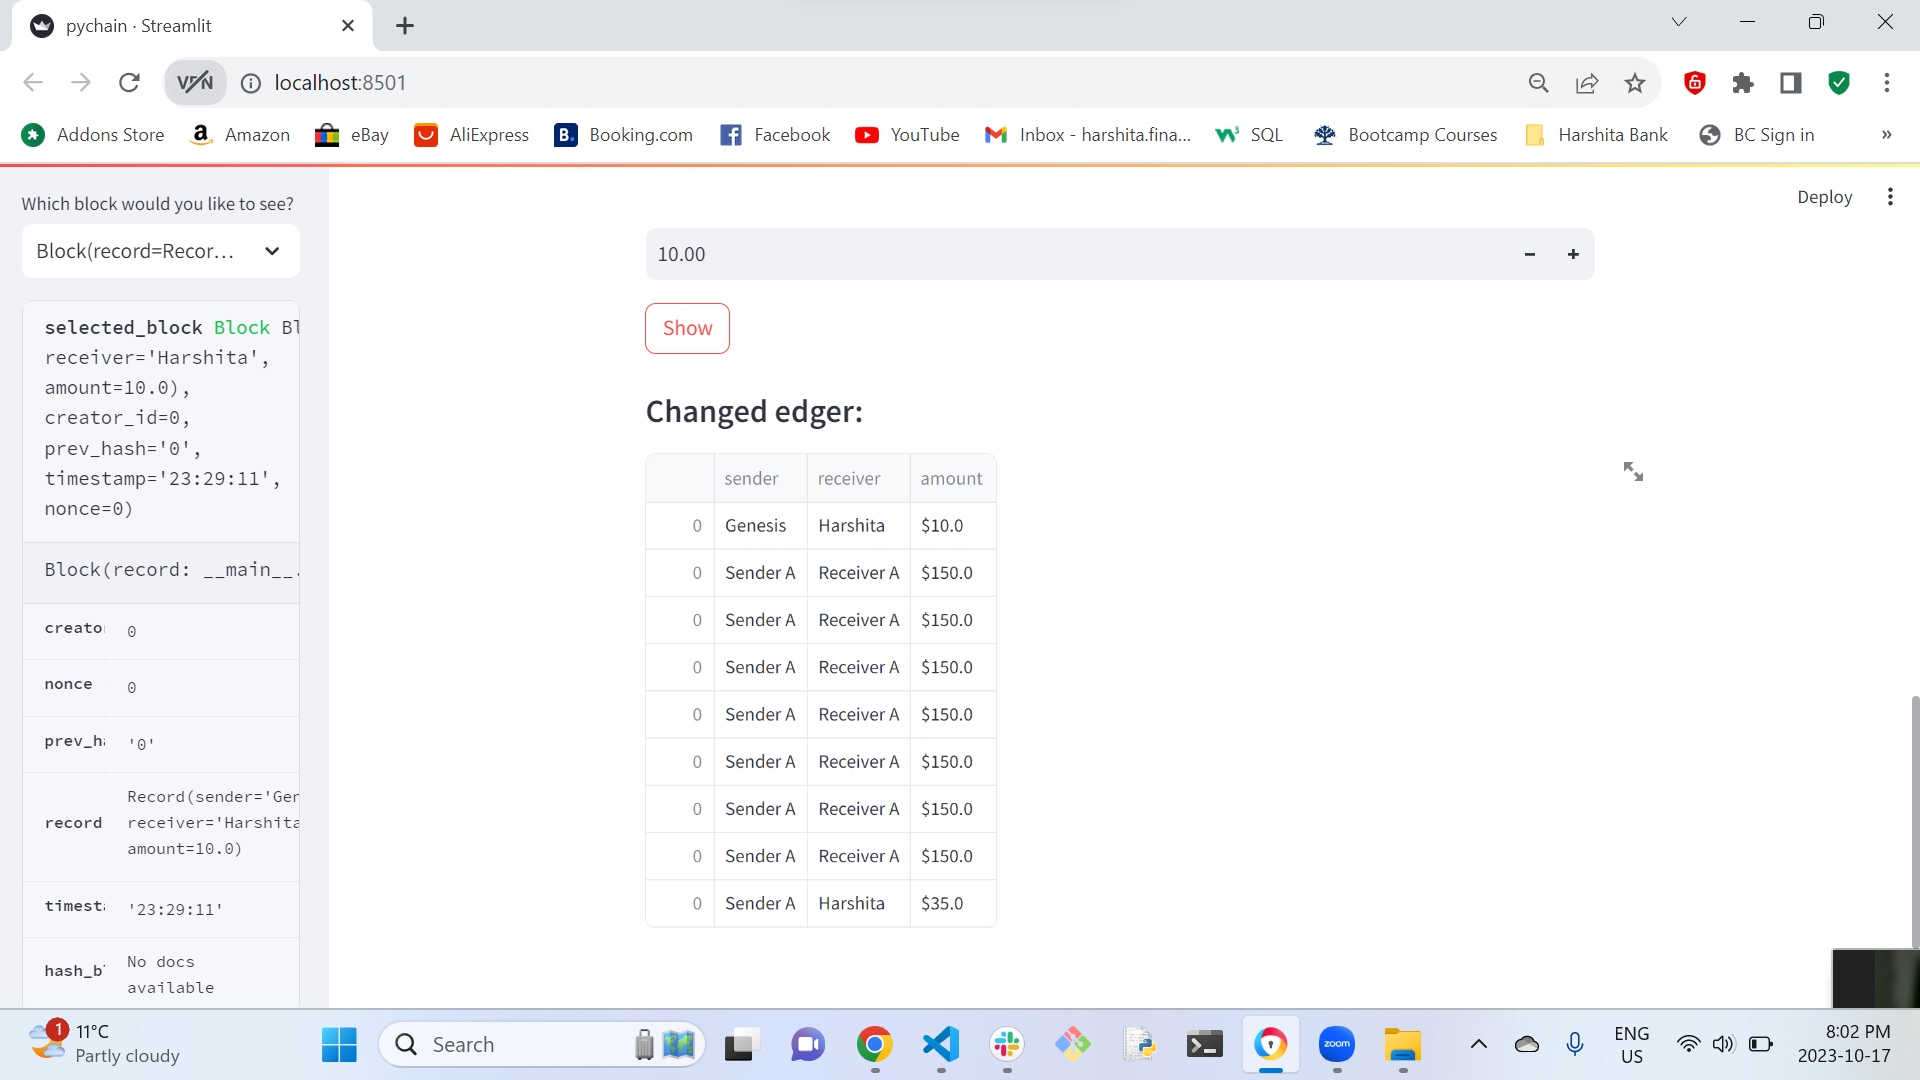 pychain · Streamlit
VPN
localhost:8501
Addons Store
Amazon
eBay
AliExpress
B.
Booking.com
Facebook
YouTube
Inbox - harshita.fina...
SQL
Bootcamp Courses
Harshita Bank
BC Sign in
»
Which block would you like to see?
Block(record=Recor...
selected_block Block Bl
receiver='Harshita',
amount=10.0),
creator_id=0,
prev_hash='0',
timestamp='23:29:11',
nonce=0)
Block(record: __main__.
creato 0
nonce 0
prev_ha '0'
record
Record(sender='Gen
receiver='Harshita
amount=10.0)
timesta '23:29:11'
hash_bl
No docs
available
Deploy
10.00
Show
Changed edger:
sender receiver amount
0 Genesis Harshita $10.0
0 Sender A Receiver A $150.0
0 Sender A Receiver A $150.0
0 Sender A Receiver A $150.0
0 Sender A Receiver A $150.0
0 Sender A Receiver A $150.0
0 Sender A Receiver A $150.0
0 Sender A Receiver A $150.0
0 Sender A Harshita $35.0
1
11°C
Partly cloudy
Search
zoom
ENG
US
8:02 PM
2023-10-17